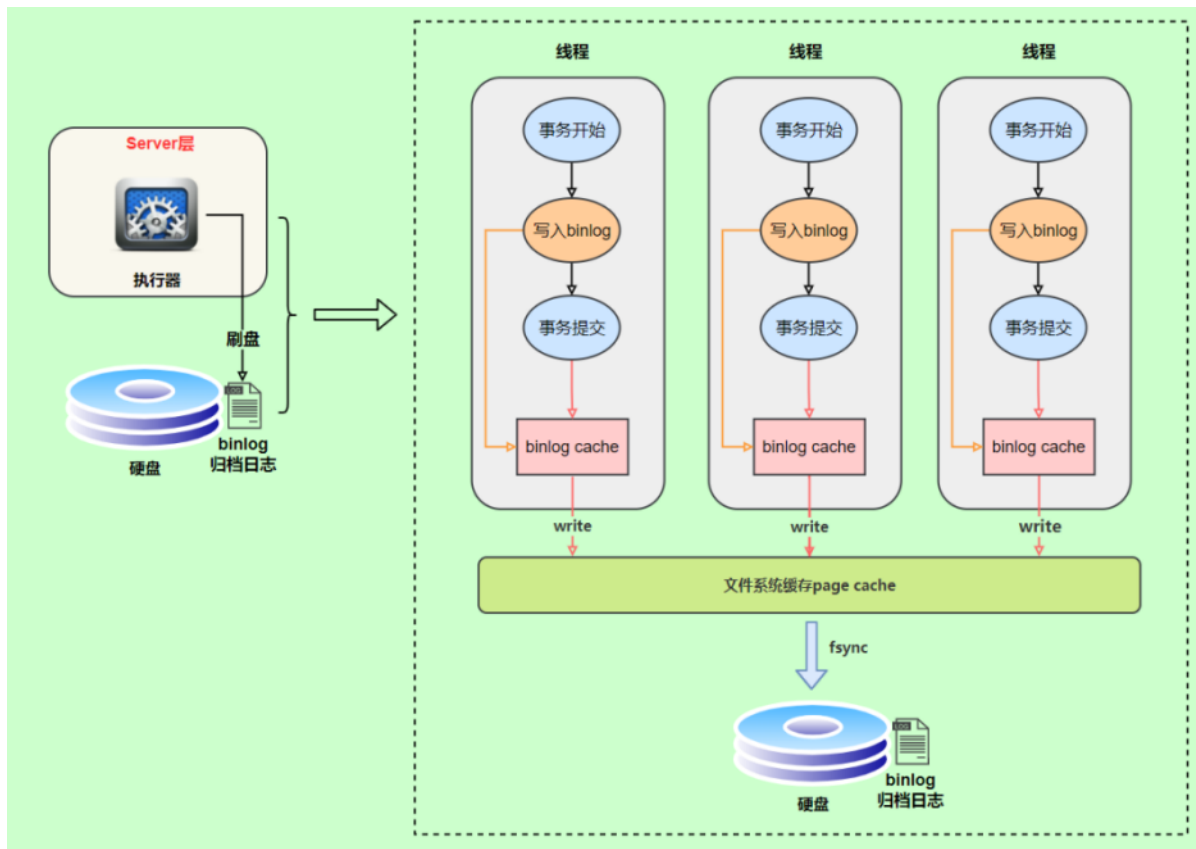 Server层
执行器
刷盘
硬盘
binlog
归档日志
线程
事务开始
写入binlog
事务提交
binlog cache
write
线程
事务开始
写入binlog
事务提交
binlog cache
write
线程
事务开始
写入binlog
事务提交
binlog cache
write
文件系统缓存page cache
fsync
硬盘
binlog
归档日志